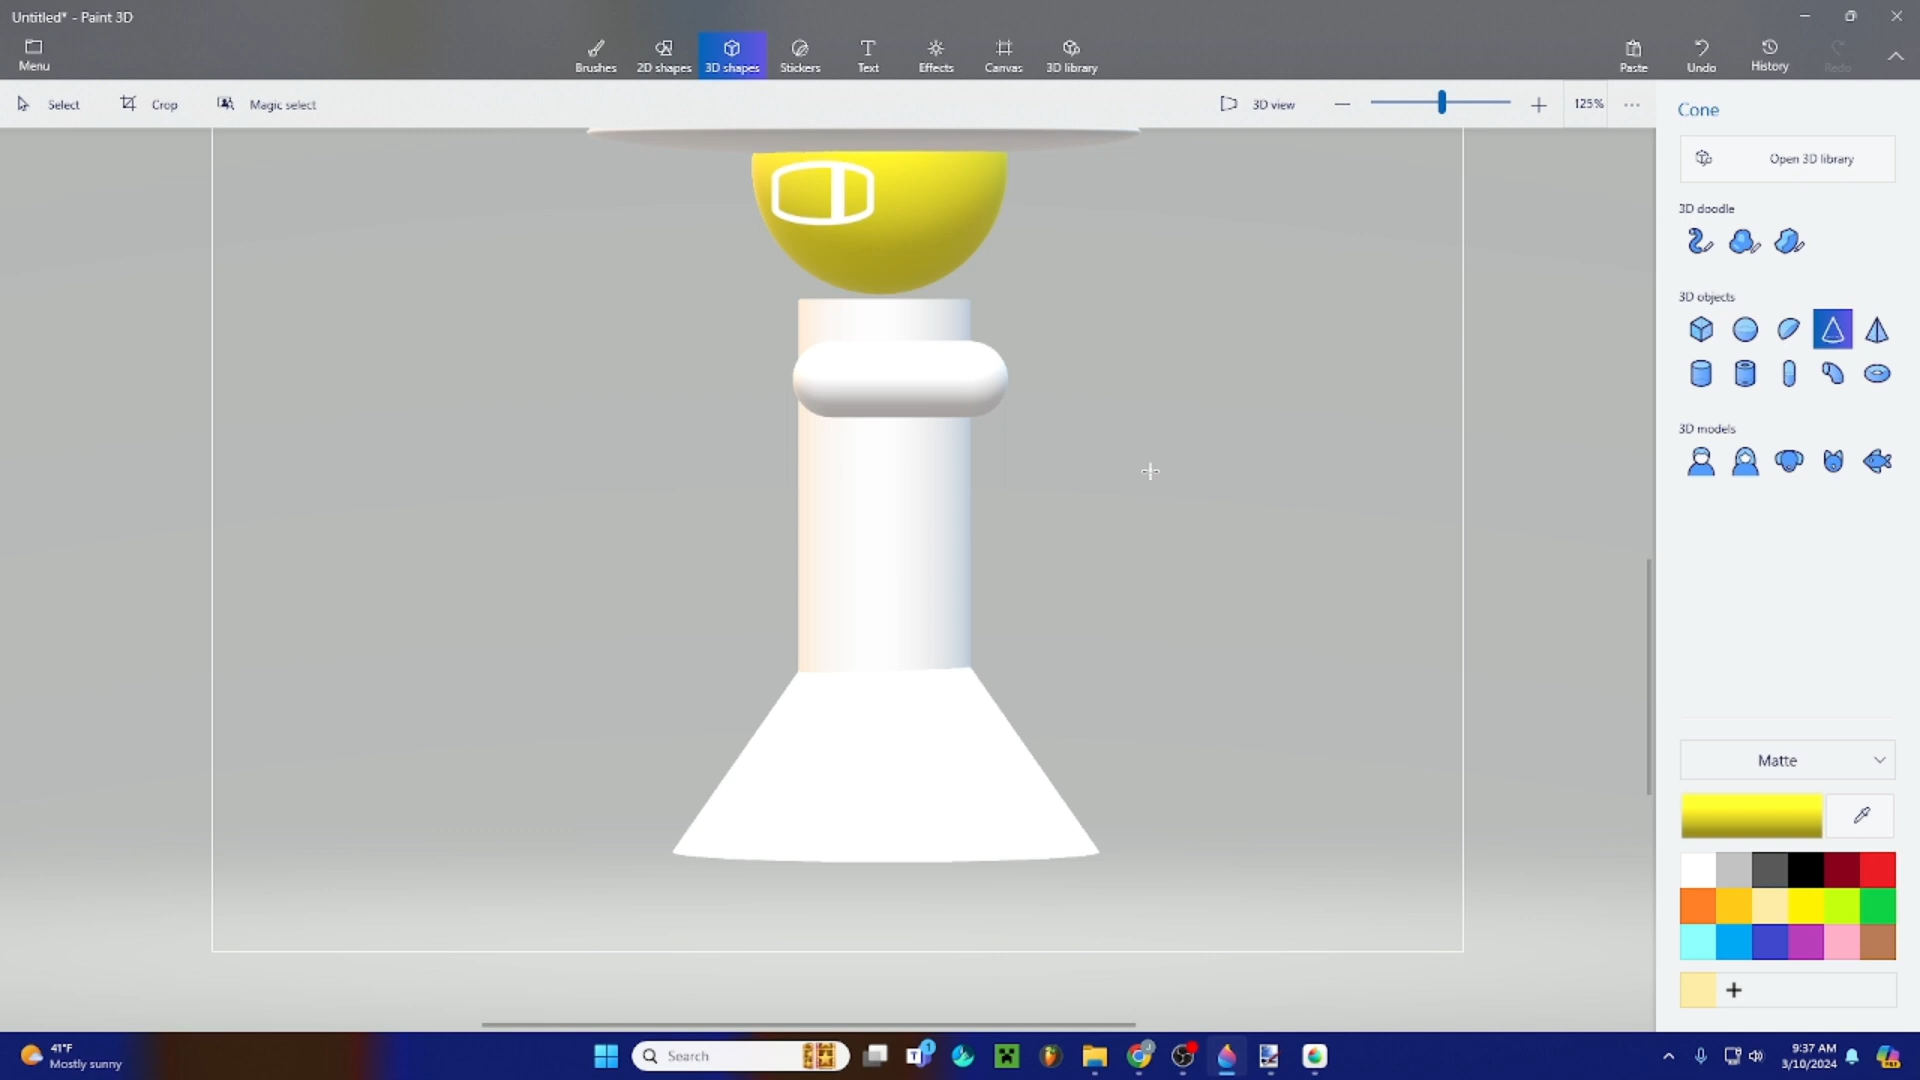 Untitled* - Paint 3D
Menu
Brushes
2D shapes
3D shapes
Stickers
Text
Effects
Canvas
3D library
Paste
Undo
History
Redo
Select
Crop
Magic select
3D view
125%
Cone
Open 3D library
3D doodle
3D objects
3D models
Matte
41°F
Mostly sunny
Search
1
9:37 AM
3/10/2024